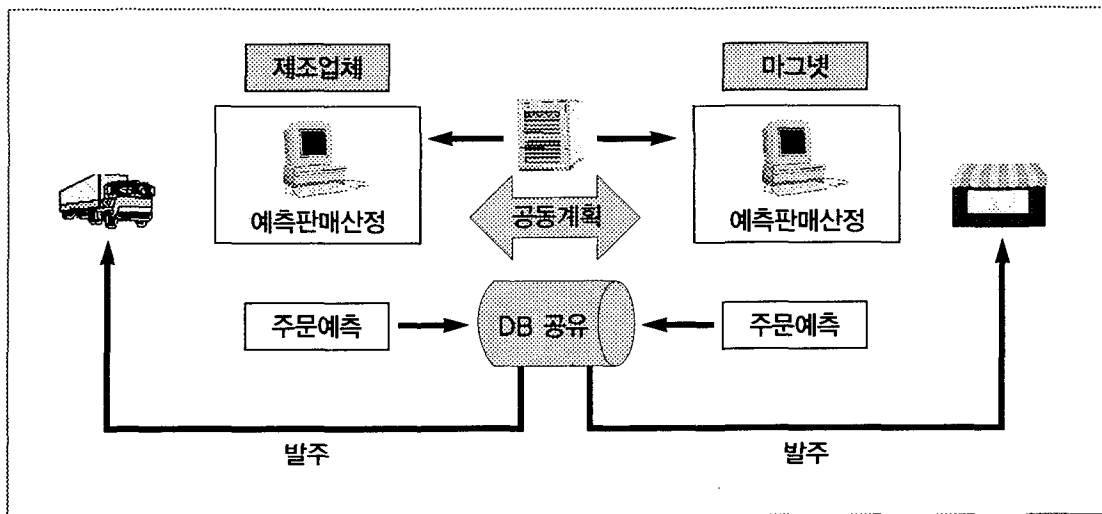 제조업체
마그넷
예측판매산정
공동계획
예측판매산정
주문예측
DB 공유
주문예측
발주
발주